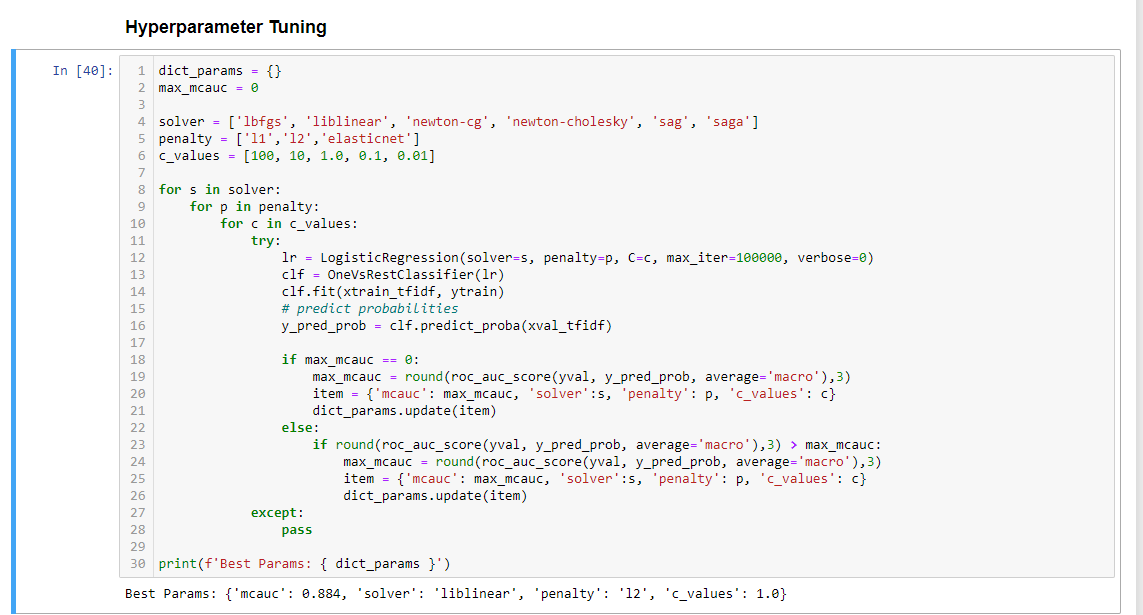 Hyperparameter Tuning
In [40]:
1 dict_params = {}
2 max_mcauc = 0
3
4 solver = ['lbfgs', 'liblinear', 'newton-cg', 'newton-cholesky', 'sag', 'saga']
5 penalty = ['l1','l2','elasticnet']
6 c_values = [100, 10, 1.0, 0.1, 0.01]
7
8 for s in solver:
9     for p in penalty:
10         for c in c_values:
11             try:
12                 lr = LogisticRegression(solver=s, penalty=p, C=c, max_iter=100000, verbose=0)
13                 clf = OneVsRestClassifier(lr)
14                 clf.fit(xtrain_tfidf, ytrain)
15                 # predict probabilities
16                 y_pred_prob = clf.predict_proba(xval_tfidf)
17
18                 if max_mcauc == 0:
19                     max_mcauc = round(roc_auc_score(yval, y_pred_prob, average='macro'),3)
20                     item = {'mcauc': max_mcauc, 'solver':s, 'penalty': p, 'c_values': c}
21                     dict_params.update(item)
22                 else:
23                     if round(roc_auc_score(yval, y_pred_prob, average='macro'),3) > max_mcauc:
24                         max_mcauc = round(roc_auc_score(yval, y_pred_prob, average='macro'),3)
25                         item = {'mcauc': max_mcauc, 'solver':s, 'penalty': p, 'c_values': c}
26                         dict_params.update(item)
27             except:
28                 pass
29
30 print(f'Best Params: { dict_params }')
Best Params: {'mcauc': 0.884, 'solver': 'liblinear', 'penalty': 'l2', 'c_values': 1.0}